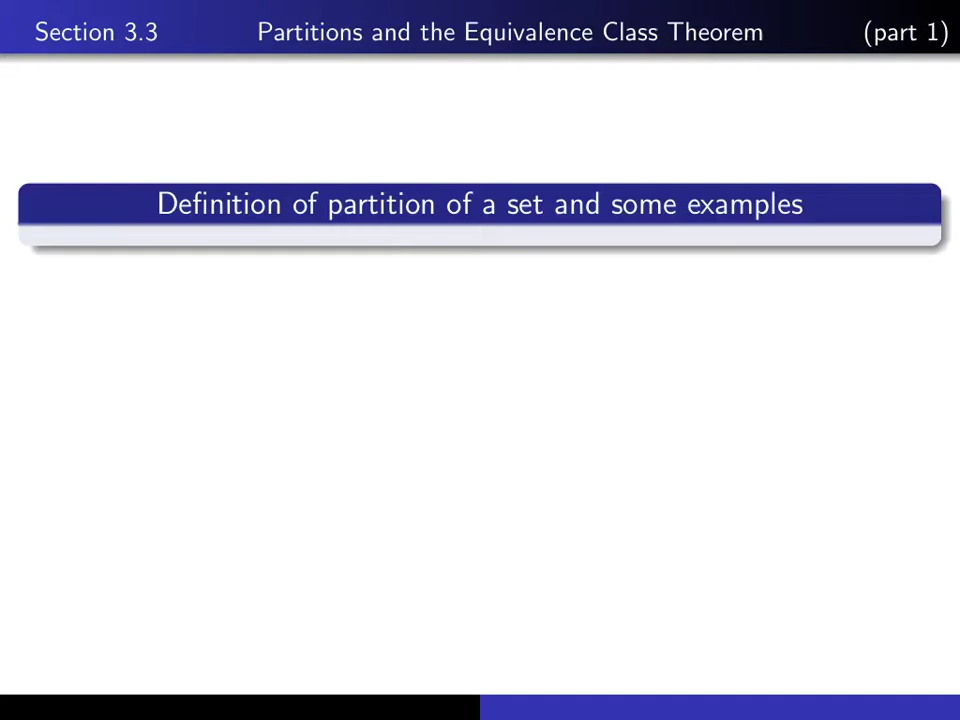 Section 3.3 Partitions and the Equivalence Class Theorem (part 1)
Definition of partition of a set and some examples